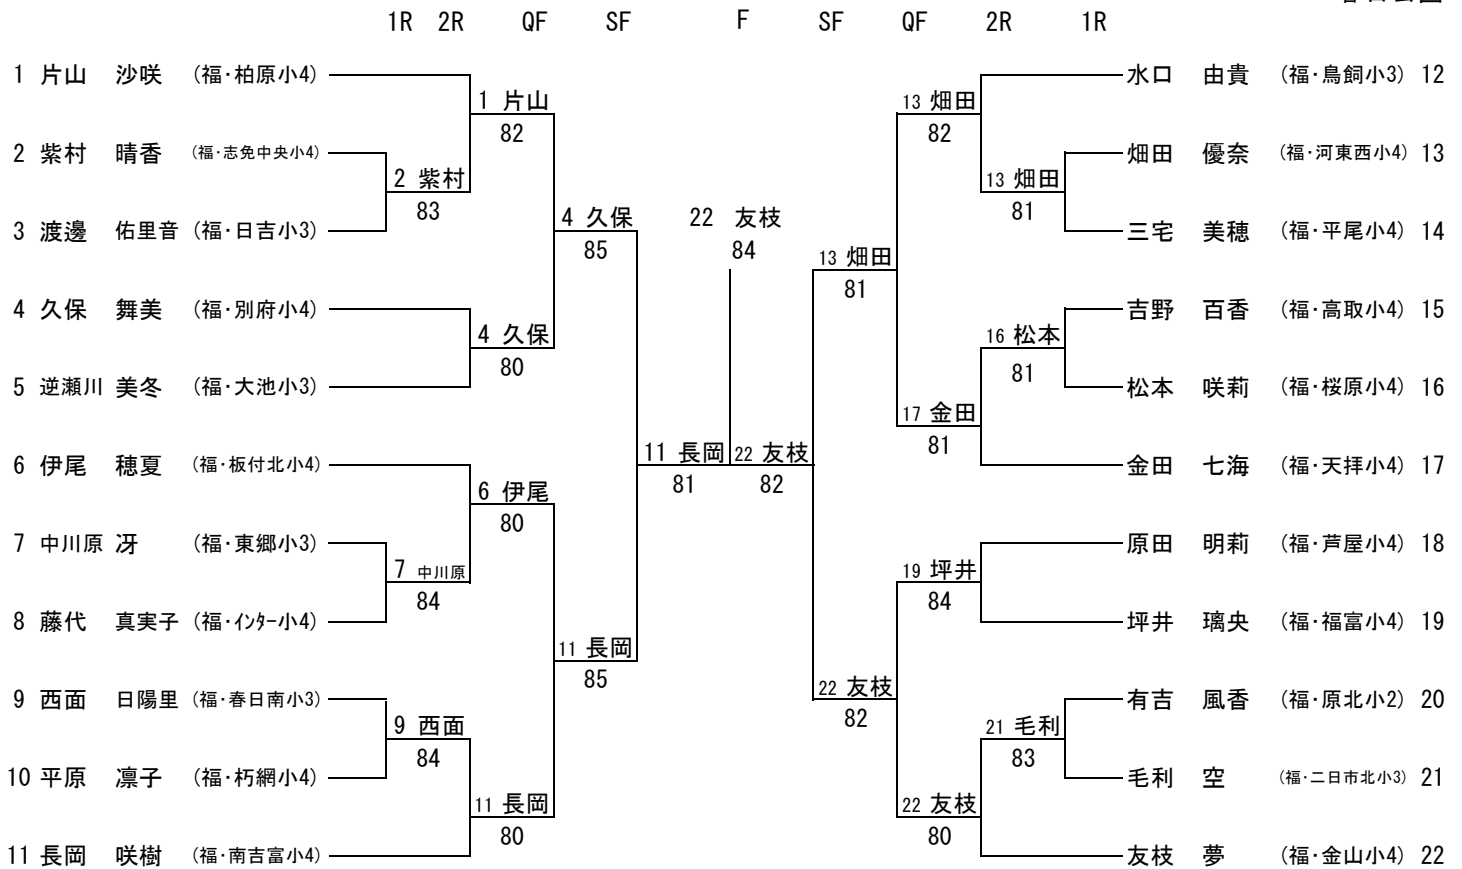 1R 2R QF SF F SF QF 2R 1R
1 片山 沙咲 (福・柏原小4) 水口 由貴 (福・鳥飼小3) 12
1 片山 13 畑田
82 82
2 紫村 晴香 (福・志免中央小4) 畑田 優奈 (福・河東西小4) 13
2 紫村 13 畑田
83 81
3 渡邊 佑里音 (福・日吉小3) 4 久保 22 友枝 三宅 美穂 (福・平尾小4) 14
85 84
13 畑田
81
4 久保 舞美 (福・別府小4) 吉野 百香 (福・高取小4) 15
4 久保 16 松本
80 81
5 逆瀬川 美冬 (福・大池小3) 松本 咲莉 (福・桜原小4) 16
17 金田
81
11 長岡 22 友枝
6 伊尾 穂夏 (福・板付北小4) 金田 七海 (福・天拝小4) 17
81 82
6 伊尾
80
7 中川原 冴 (福・東郷小3) 原田 明莉 (福・芦屋小4) 18
7 中川原 19 坪井
84 84
8 藤代 真実子 (福・インター小4) 坪井 璃央 (福・福富小4) 19
11 長岡
85
22 友枝
82
9 西面 日陽里 (福・春日南小3) 有吉 風香 (福・原北小2) 20
9 西面 21 毛利
84 83
10 平原 凛子 (福・朽網小4) 毛利 空 (福・二日市北小3) 21
11 長岡 22 友枝
80 80
11 長岡 咲樹 (福・南吉富小4) 友枝 夢 (福・金山小4) 22